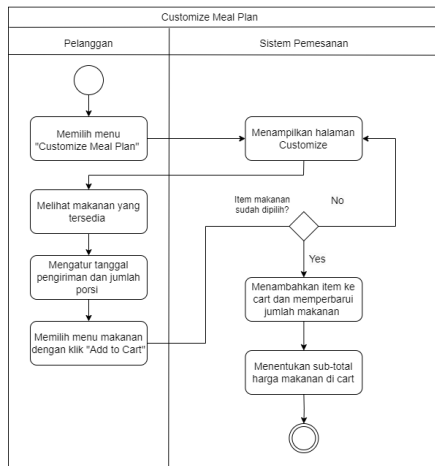 Customize Meal Plan
Pelanggan
Sistem Pemesanan
Memilih menu
"Customize Meal Plan"
Menampilkan halaman
Customize
Melihat makanan yang
tersedia
Item makanan
sudah dipilih?
No
Mengatur tanggal
pengiriman dan jumlah
porsi
Yes
Menambahkan item ke
cart dan memperbarui
jumlah makanan
Memilih menu makanan
dengan klik "Add to Cart"
Menentukan sub-total
harga makanan di cart